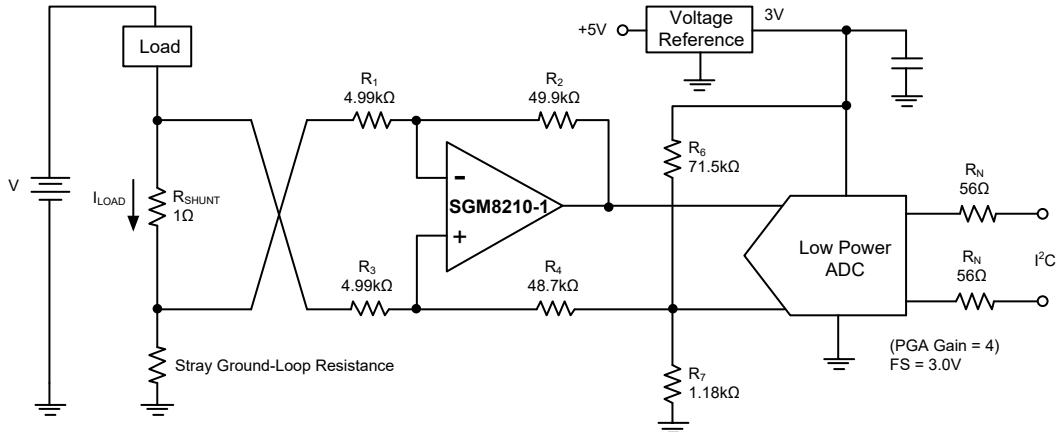 +5V
Voltage
Reference
3V
Load
R1
4.99kΩ
R2
49.9kΩ
R6
71.5kΩ
V
ILOAD
RSHUNT
1Ω
SGM8210-1
Low Power
ADC
RN
56Ω
I²C
RN
56Ω
R3
4.99kΩ
R4
48.7kΩ
Stray Ground-Loop Resistance
R7
1.18kΩ
(PGA Gain = 4)
FS = 3.0V